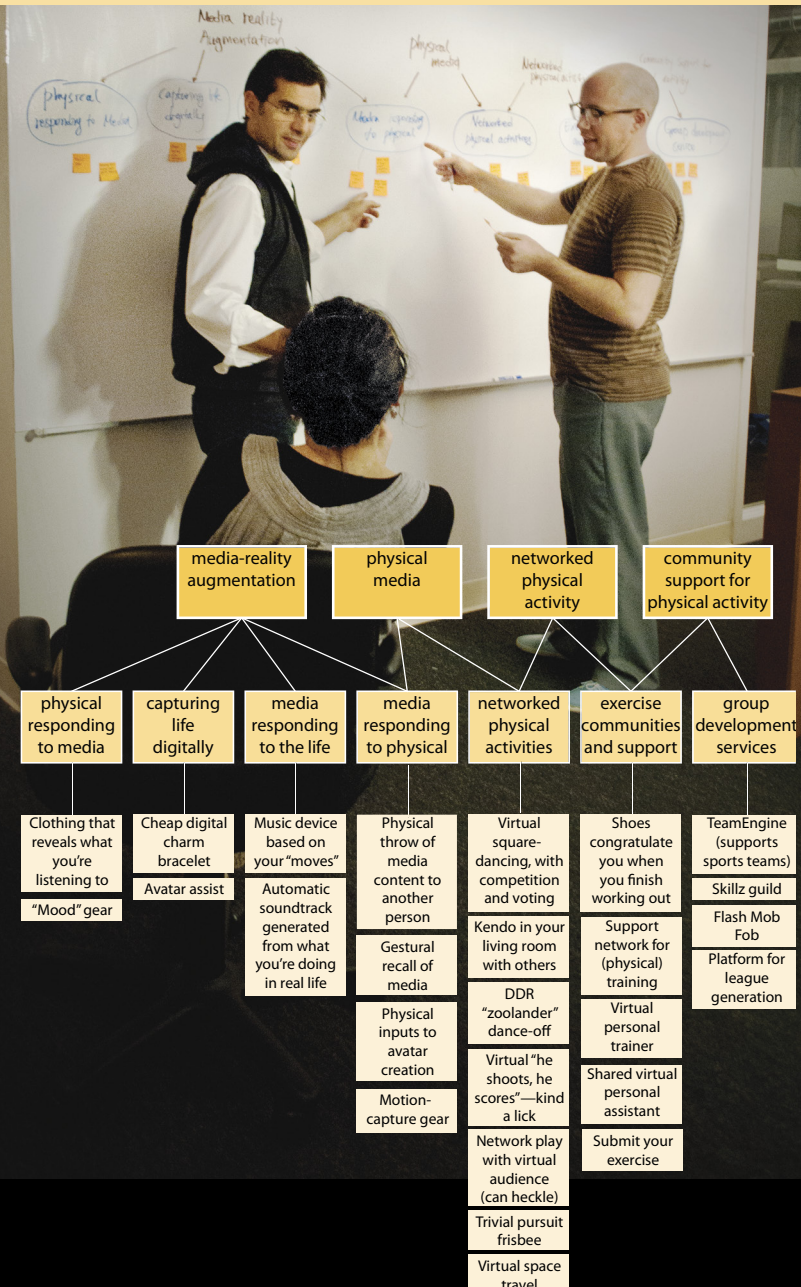 Media reality
Augmentation
physical
media
Networked
physical activity
physical
responding to Media
capturing life
digitally
Media
physical
Networked
physical activities
media-reality
augmentation
physical
media
networked
physical
activity
community
support for
physical activity
physical
responding
to media
capturing
life
digitally
media
responding
to the life
media
responding
to physical
networked
physical
activities
exercise
communities
and support
group
development
services
Clothing that
reveals what
you're
listening to
"Mood" gear
Cheap digital
charm
bracelet
Avatar assist
Music device
based on
your "moves"
Automatic
soundtrack
generated
from what
you're doing
in real life
Physical
throw of
media
content to
another
person
Gestural
recall of
media
Physical
inputs to
avatar
creation
Motion-
capture gear
Virtual
square-
dancing, with
competition
and voting
Kendo in your
living room
with others
DDR
"zoolander"
dance-off
Virtual "he
shoots, he
scores"—kind
a lick
Network play
with virtual
audience
(can heckle)
Trivial pursuit
frisbee
Virtual space
travel
Shoes
congratulate
you when
you finish
working out
Support
network for
(physical)
training
Virtual
personal
trainer
Shared virtual
personal
assistant
Submit your
exercise
TeamEngine
(supports
sports teams)
Skillz guild
Flash Mob
Fob
Platform for
league
generation